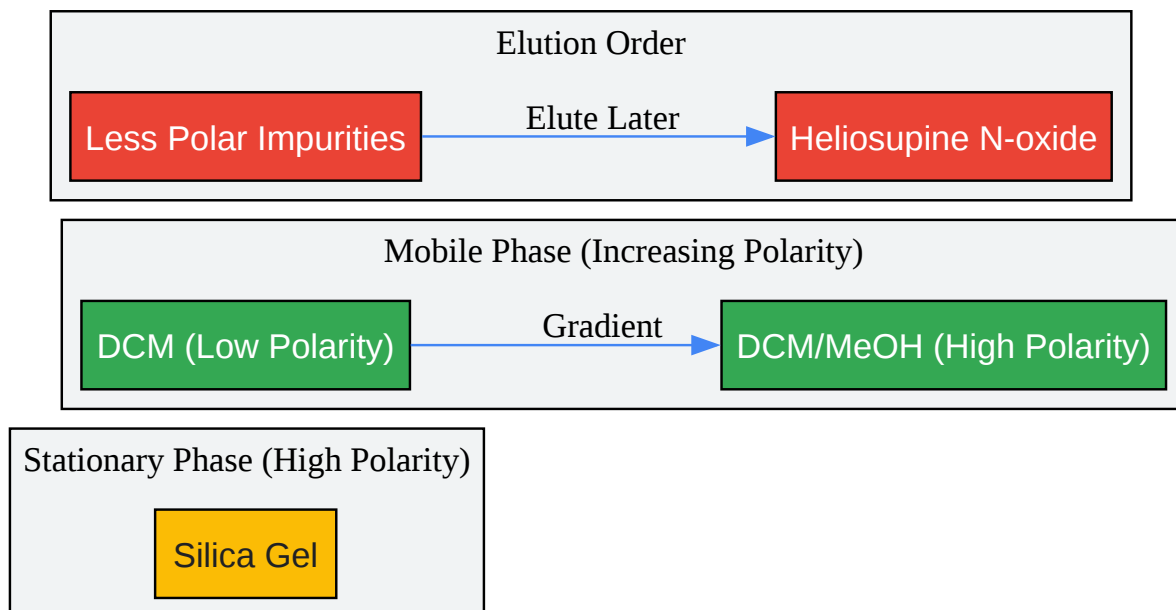 Elution Order
Less Polar Impurities
Elute Later
Heliosupine N-oxide
Mobile Phase (Increasing Polarity)
DCM (Low Polarity)
Gradient
DCM/MeOH (High Polarity)
Stationary Phase (High Polarity)
Silica Gel